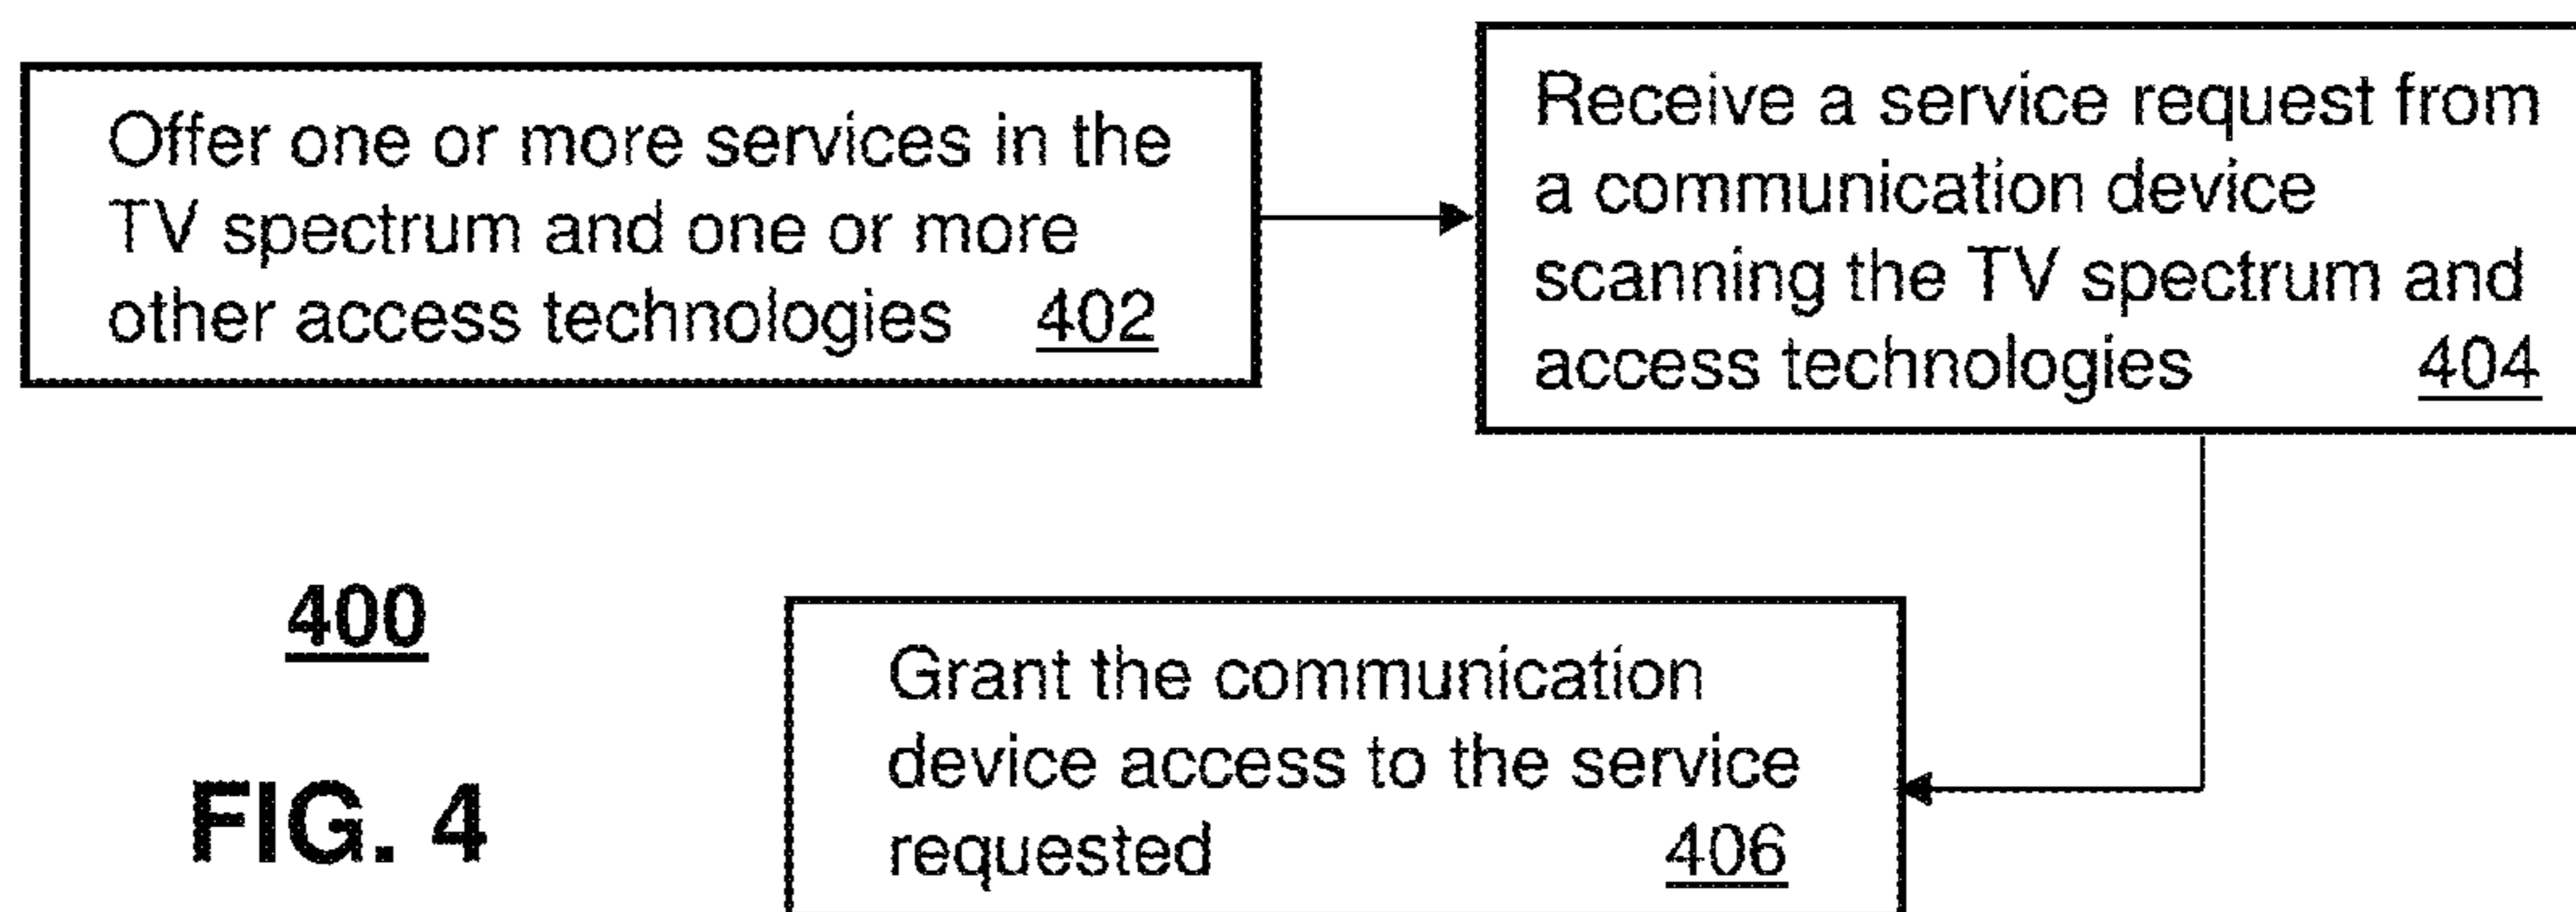 Offer one or more services in the
TV spectrum and one or more
other access technologies 402
Receive a service request from
a communication device
scanning the TV spectrum and
access technologies 404
400
FIG. 4
Grant the communication
device access to the service
requested 406